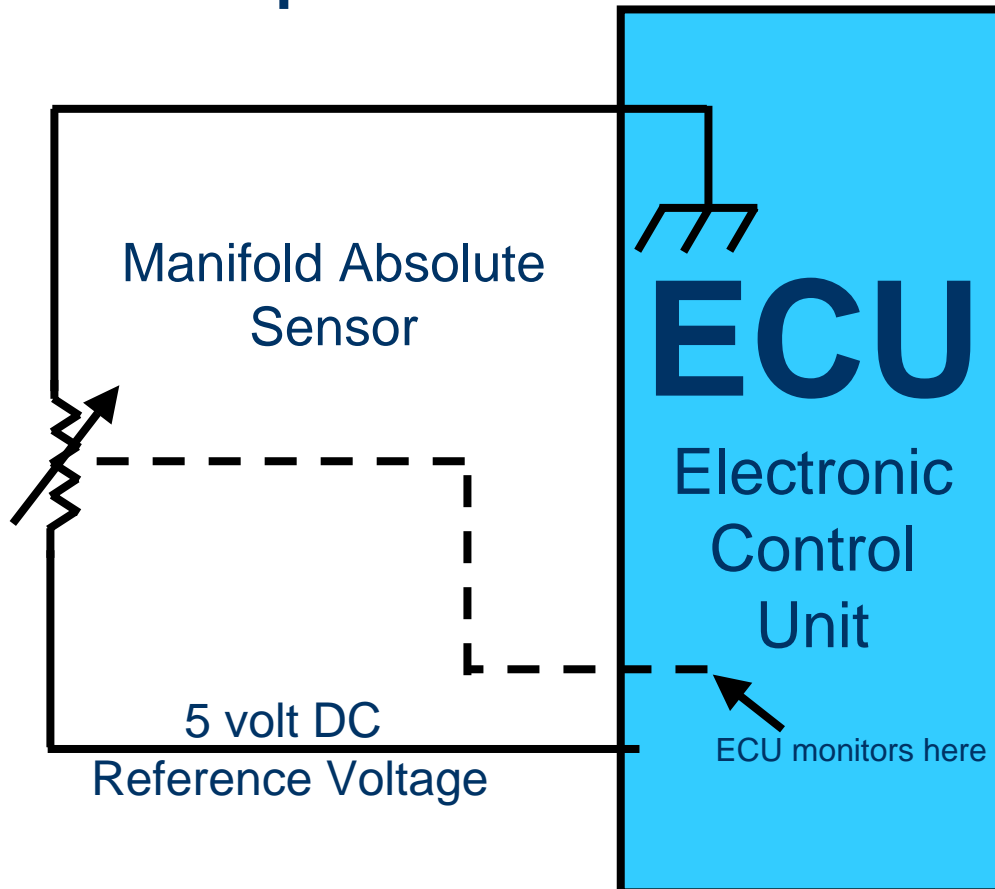 Manifold Absolute
Sensor
ECU
Electronic
Control
Unit
5 volt DC
Reference Voltage
ECU monitors here